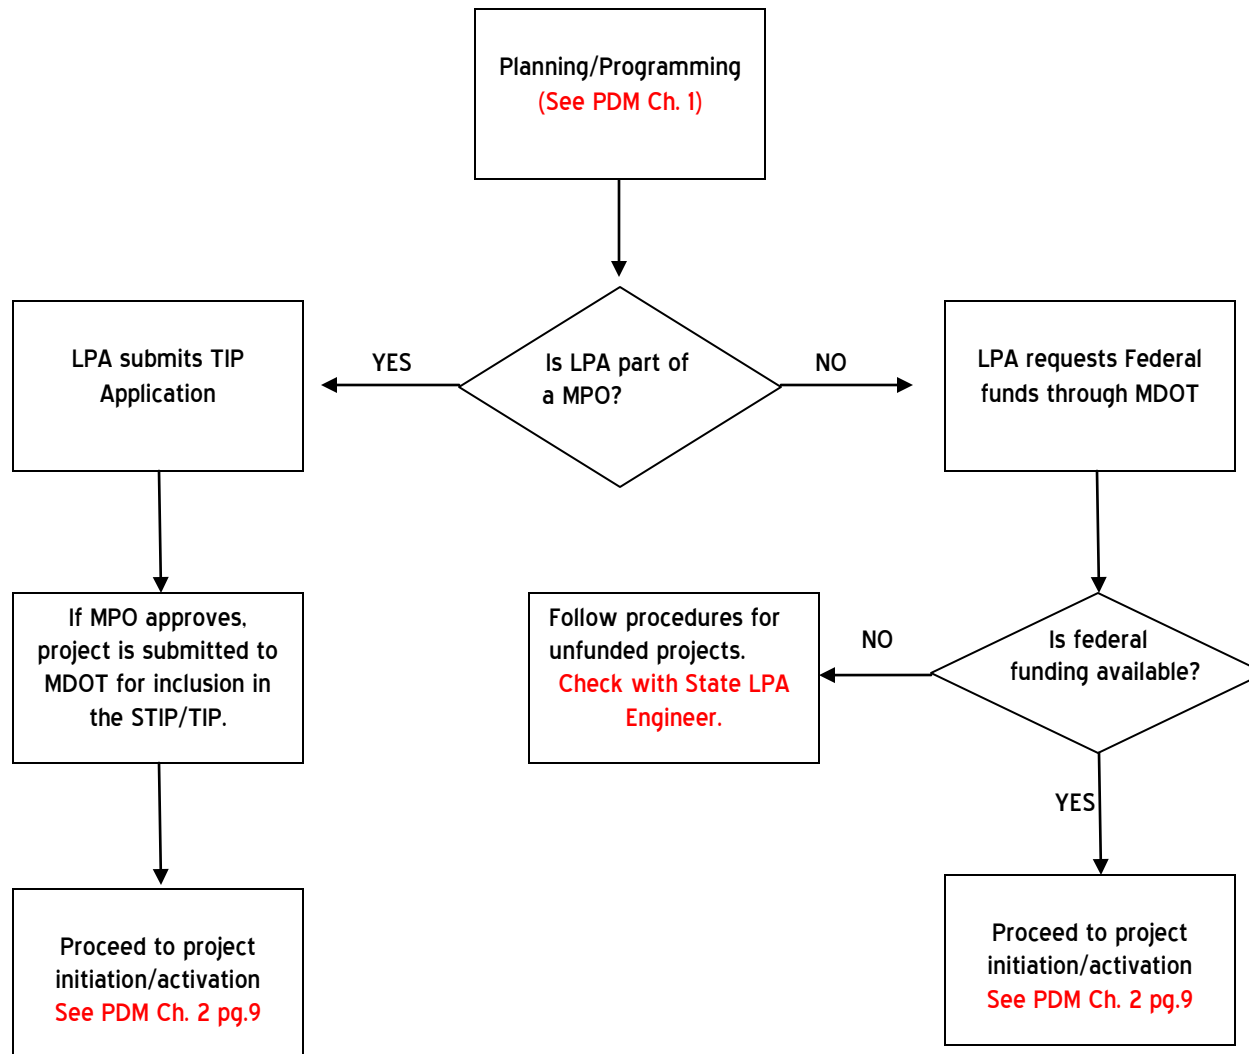 Planning/Programming
(See PDM Ch. 1)
LPA submits TIP
Application
YES
Is LPA part of
a MPO?
NO
LPA requests Federal
funds through MDOT
If MPO approves,
project is submitted to
MDOT for inclusion in
the STIP/TIP.
Follow procedures for
unfunded projects.
Check with State LPA
Engineer.
NO
Is federal
funding available?
YES
Proceed to project
initiation/activation
See PDM Ch. 2 pg.9
Proceed to project
initiation/activation
See PDM Ch. 2 pg.9